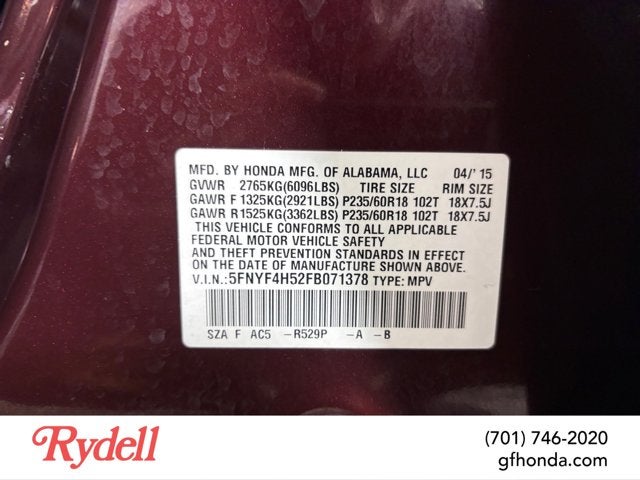 MFD. BY HONDA MFG. OF ALABAMA, LLC 04/'15
GVWR 2765KG(6096LBS) TIRE SIZE RIM SIZE
GAWR F 1325KG(2921LBS) P235/60R18 102T 18X7.5J
GAWR R 1525KG(3362LBS) P235/60R18 102T 18X7.5J
THIS VEHICLE CONFORMS TO ALL APPLICABLE
FEDERAL MOTOR VEHICLE SAFETY
AND THEFT PREVENTION STANDARDS IN EFFECT
ON THE DATE OF MANUFACTURE SHOWN ABOVE.
V.I.N.:5FNYF4H52FB071378 TYPE: MPV
SZA F AC5 -R529P -A -B
Rydell
(701) 746-2020
gfhonda.com